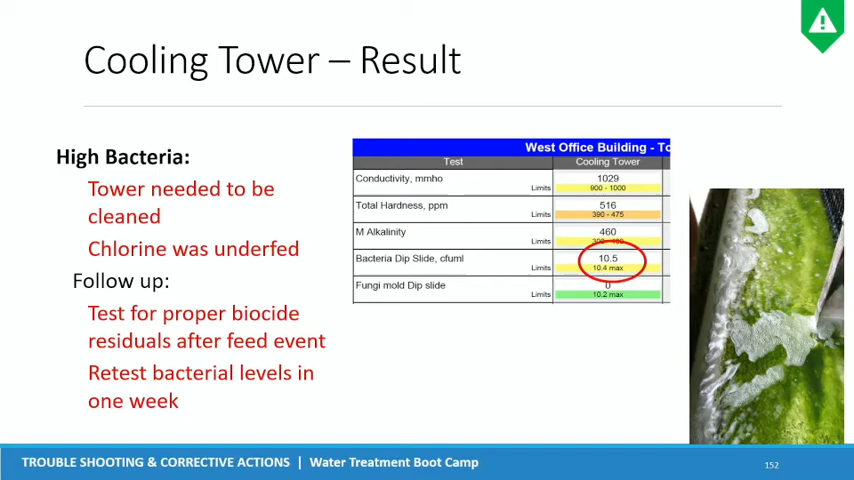 Cooling Tower – Result
High Bacteria:
Tower needed to be
cleaned
Chlorine was underfed
Follow up:
Test for proper biocide
residuals after feed event
Retest bacterial levels in
one week
West Office Building - To
Test Cooling Tower
Conductivity, mmho 1029
Limits 900 - 1000
Total Hardness, ppm 516
Limits 390 - 475
M Alkalinity 460
Limits
Bacteria Dip Slide, cfuml 10.5
Limits 10.4 max
Fungi mold Dip slide 0
Limits 10.2 max
TROUBLE SHOOTING & CORRECTIVE ACTIONS | Water Treatment Boot Camp
152